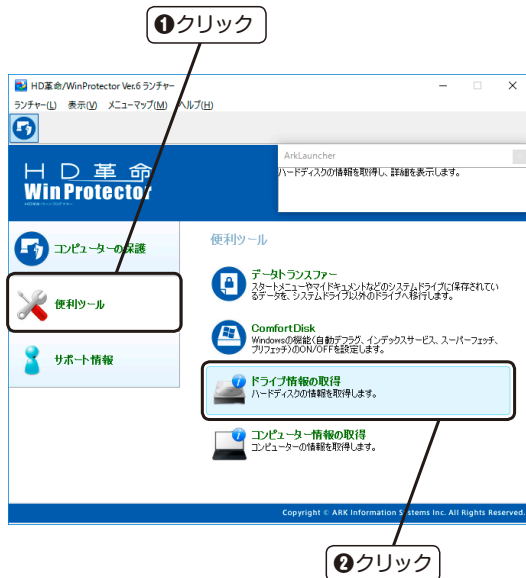 ❶クリック
HD革命/WinProtector Ver.6 ランチャー
ランチャー(L) 表示(V) メニューマップ(M) ヘルプ(H)
ArkLauncher
ハードディスクの情報を取得し、詳細を表示します。
HD革命
WinProtector
コンピューターの保護
便利ツール
サポート情報
便利ツール
データトランスファー
スタートメニューやマイドキュメントなどのシステムドライブに保存されてい
るデータを、システムドライブ以外のドライブへ移行します。
ComfortDisk
Windowsの機能(自動デフラグ、インデックスサービス、スーパーフェッチ、
プリフェッチ)のON/OFFを設定します。
ドライブ情報の取得
ハードディスクの情報を取得します。
コンピューター情報の取得
コンピューターの情報を取得します。
Copyright © ARK Information Systems Inc. All Rights Reserved.
❷クリック